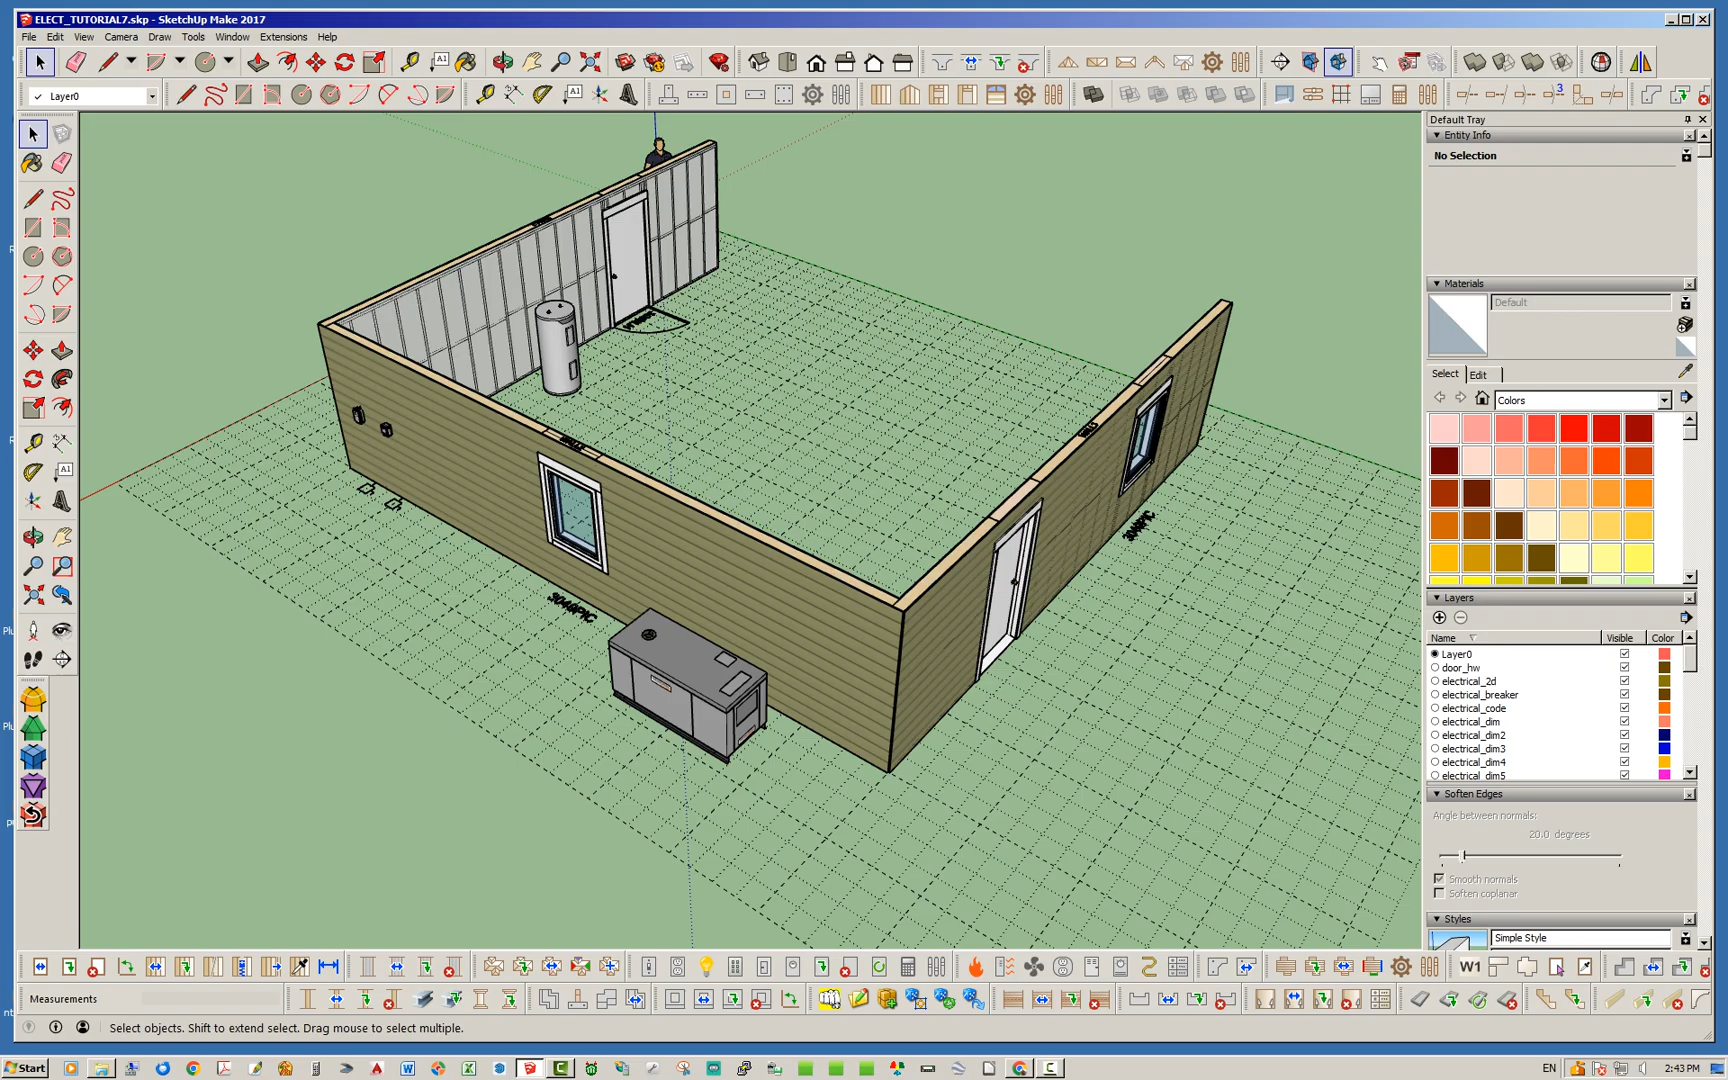 ELECT_TUTORIAL7.skp - SketchUp Make 2017
File Edit View Camera Draw Tools Window Extensions Help
Layer0
Default Tray
Entity Info
No Selection
Materials
Default
Select Edit
Colors
Layers
Name Visible Color
Layer0
door_hw
electrical_2d
electrical_breaker
electrical_code
electrical_dim
electrical_dim2
electrical_dim3
electrical_dim4
electrical_dim5
Soften Edges
Angle between normals:
20.0 degrees
Smooth normals
Soften coplanar
Styles
Simple Style
3040PIC
3040PIC
W1
Measurements
Select objects. Shift to extend select. Drag mouse to select multiple.
Start
EN
2:43 PM